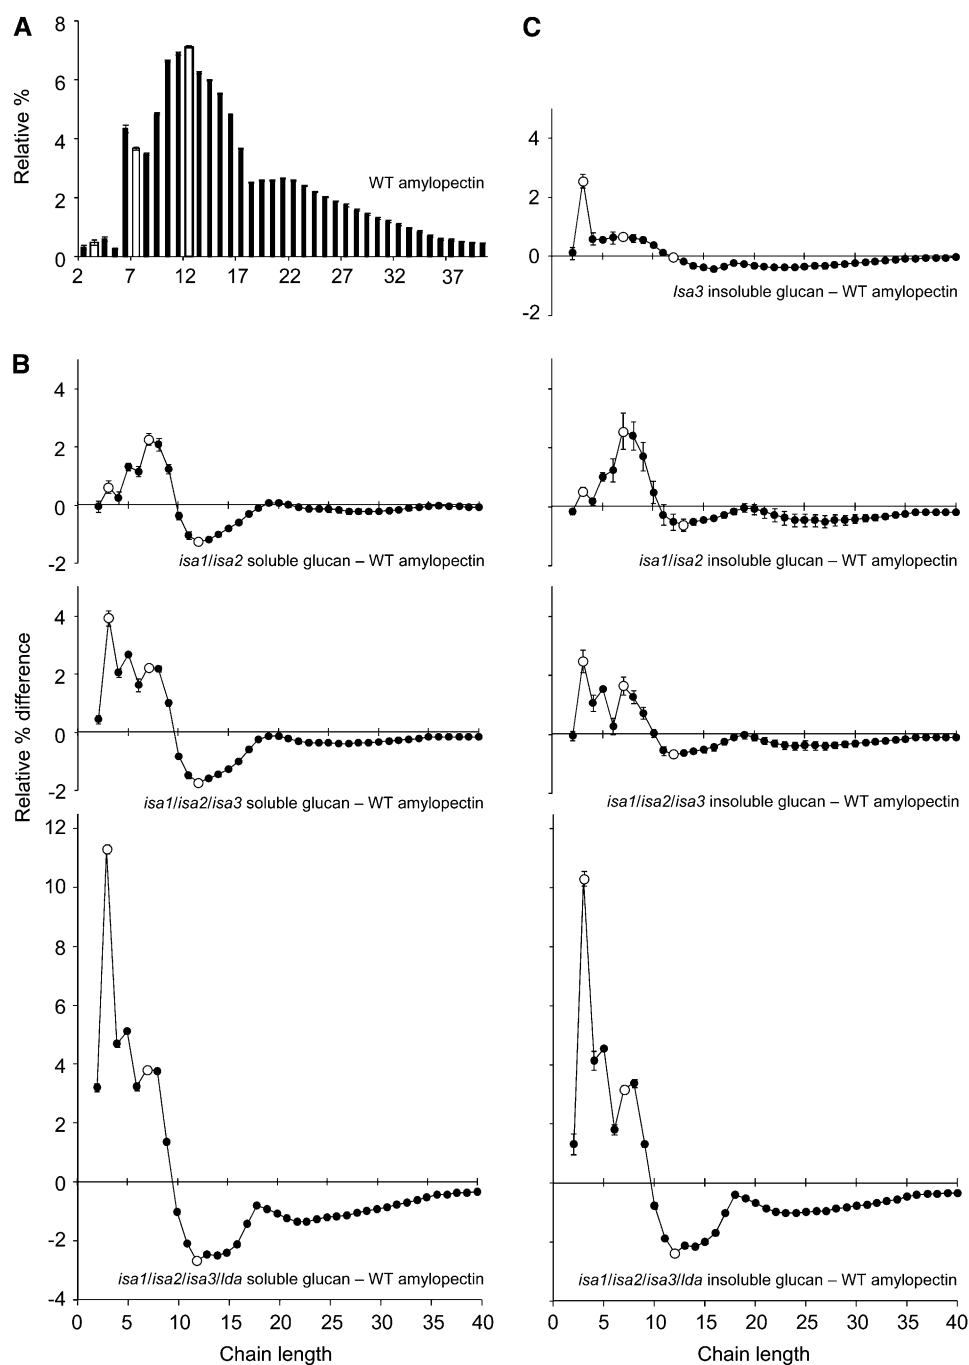 A
8
6
4
2
0
Relative %
WT amylopectin
2 7 12 17 22 27 32 37
C
4
2
0
-2
Isa3 insoluble glucan – WT amylopectin
B
4
2
0
-2
isa1/isa2 soluble glucan – WT amylopectin
isa1/isa2 insoluble glucan – WT amylopectin
Relative % difference
4
2
0
-2
isa1/isa2/isa3 soluble glucan – WT amylopectin
isa1/isa2/isa3 insoluble glucan – WT amylopectin
12
10
8
6
4
2
0
-2
-4
isa1/isa2/isa3/lda soluble glucan – WT amylopectin
isa1/isa2/isa3/lda insoluble glucan – WT amylopectin
0 5 10 15 20 25 30 35 40
0 5 10 15 20 25 30 35 40
Chain length
Chain length